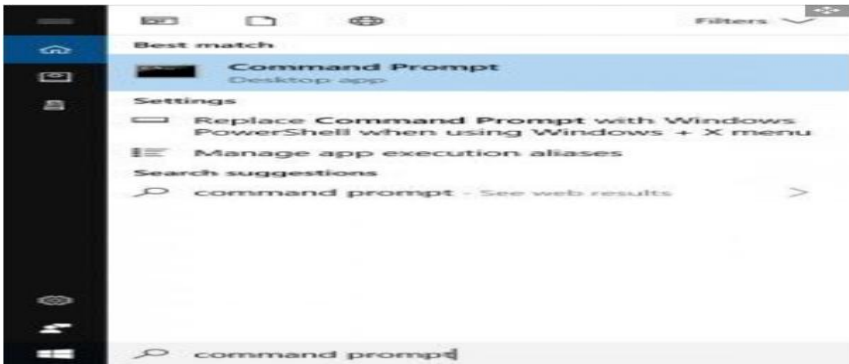 Filters
Best match
Command Prompt
Desktop app
Settings
Replace Command Prompt with Windows
PowerShell when using Windows + X menu
Manage app execution aliases
Search suggestions
command prompt - See web results
command prompt